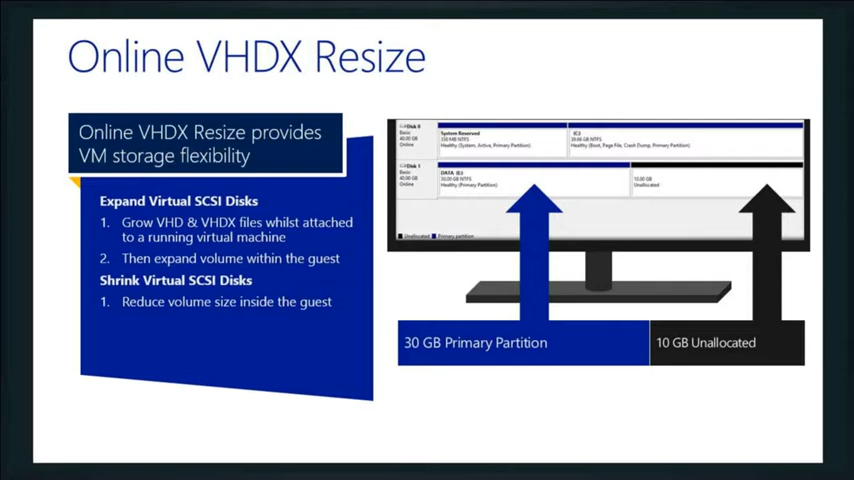 Online VHDX Resize
Online VHDX Resize provides
VM storage flexibility
Expand Virtual SCSI Disks
1. Grow VHD & VHDX files whilst attached
to a running virtual machine
2. Then expand volume within the guest
Shrink Virtual SCSI Disks
1. Reduce volume size inside the guest
Disk 0
Basic
40.00 GB
Online
System Reserved
350 MB NTFS
Healthy (System, Active, Primary Partition)
(C:)
39.66 GB NTFS
Healthy (Boot, Page File, Crash Dump, Primary Partition)
Disk 1
Basic
40.00 GB
Online
DATA (E:)
30.00 GB NTFS
Healthy (Primary Partition)
10.00 GB
Unallocated
Unallocated Primary partition
30 GB Primary Partition
10 GB Unallocated